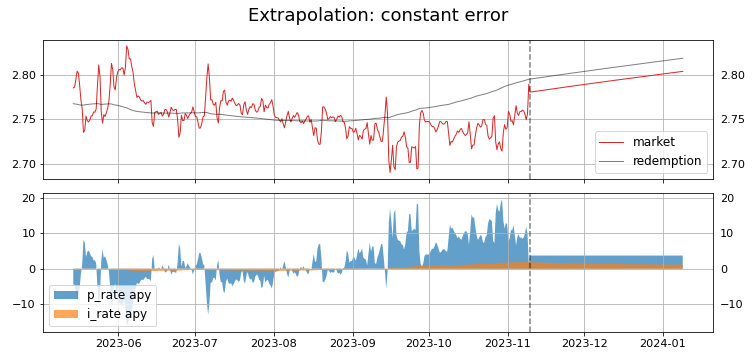 Extrapolation: constant error
2.80
2.75
2.70
2.80
2.75
2.70
market
redemption
20
10
0
−10
20
10
0
−10
p_rate apy
i_rate apy
2023-06 2023-07 2023-08 2023-09 2023-10 2023-11 2023-12 2024-01